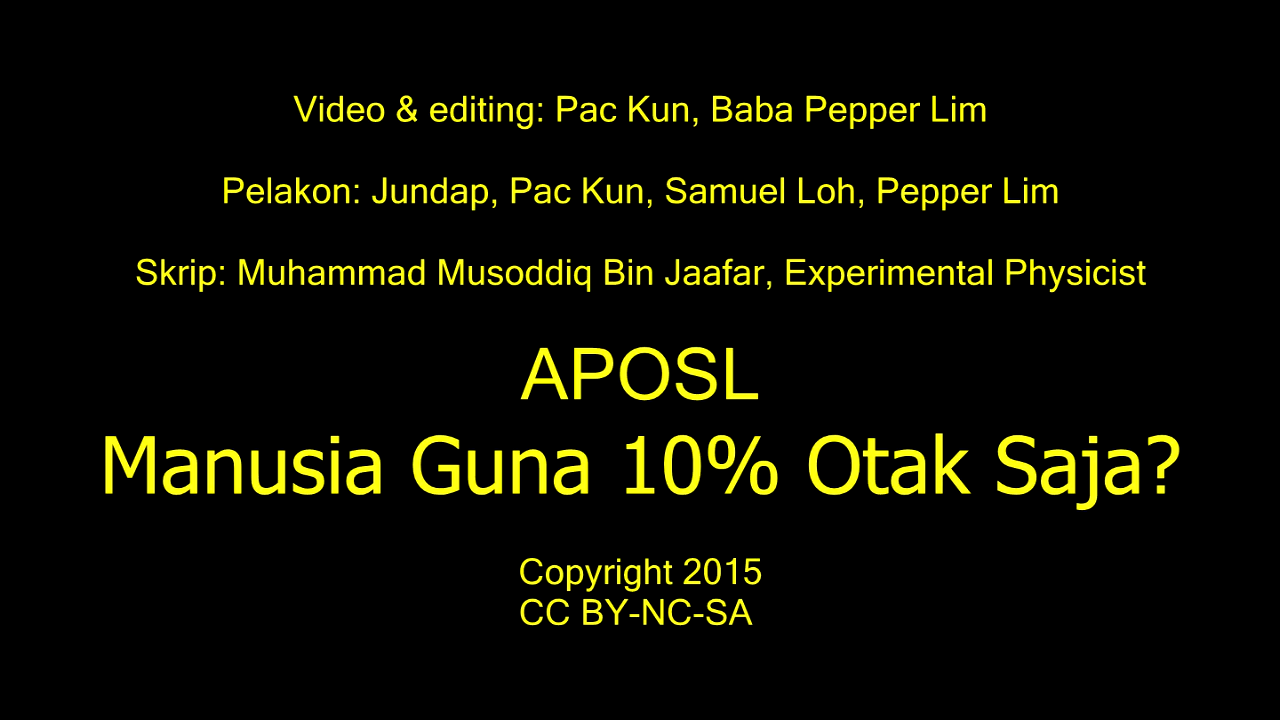 Video & editing: Pac Kun, Baba Pepper Lim
Pelakon: Jundap, Pac Kun, Samuel Loh, Pepper Lim
Skrip: Muhammad Musoddiq Bin Jaafar, Experimental Physicist
APOSL
Manusia Guna 10% Otak Saja?
Copyright 2015
CC BY-NC-SA